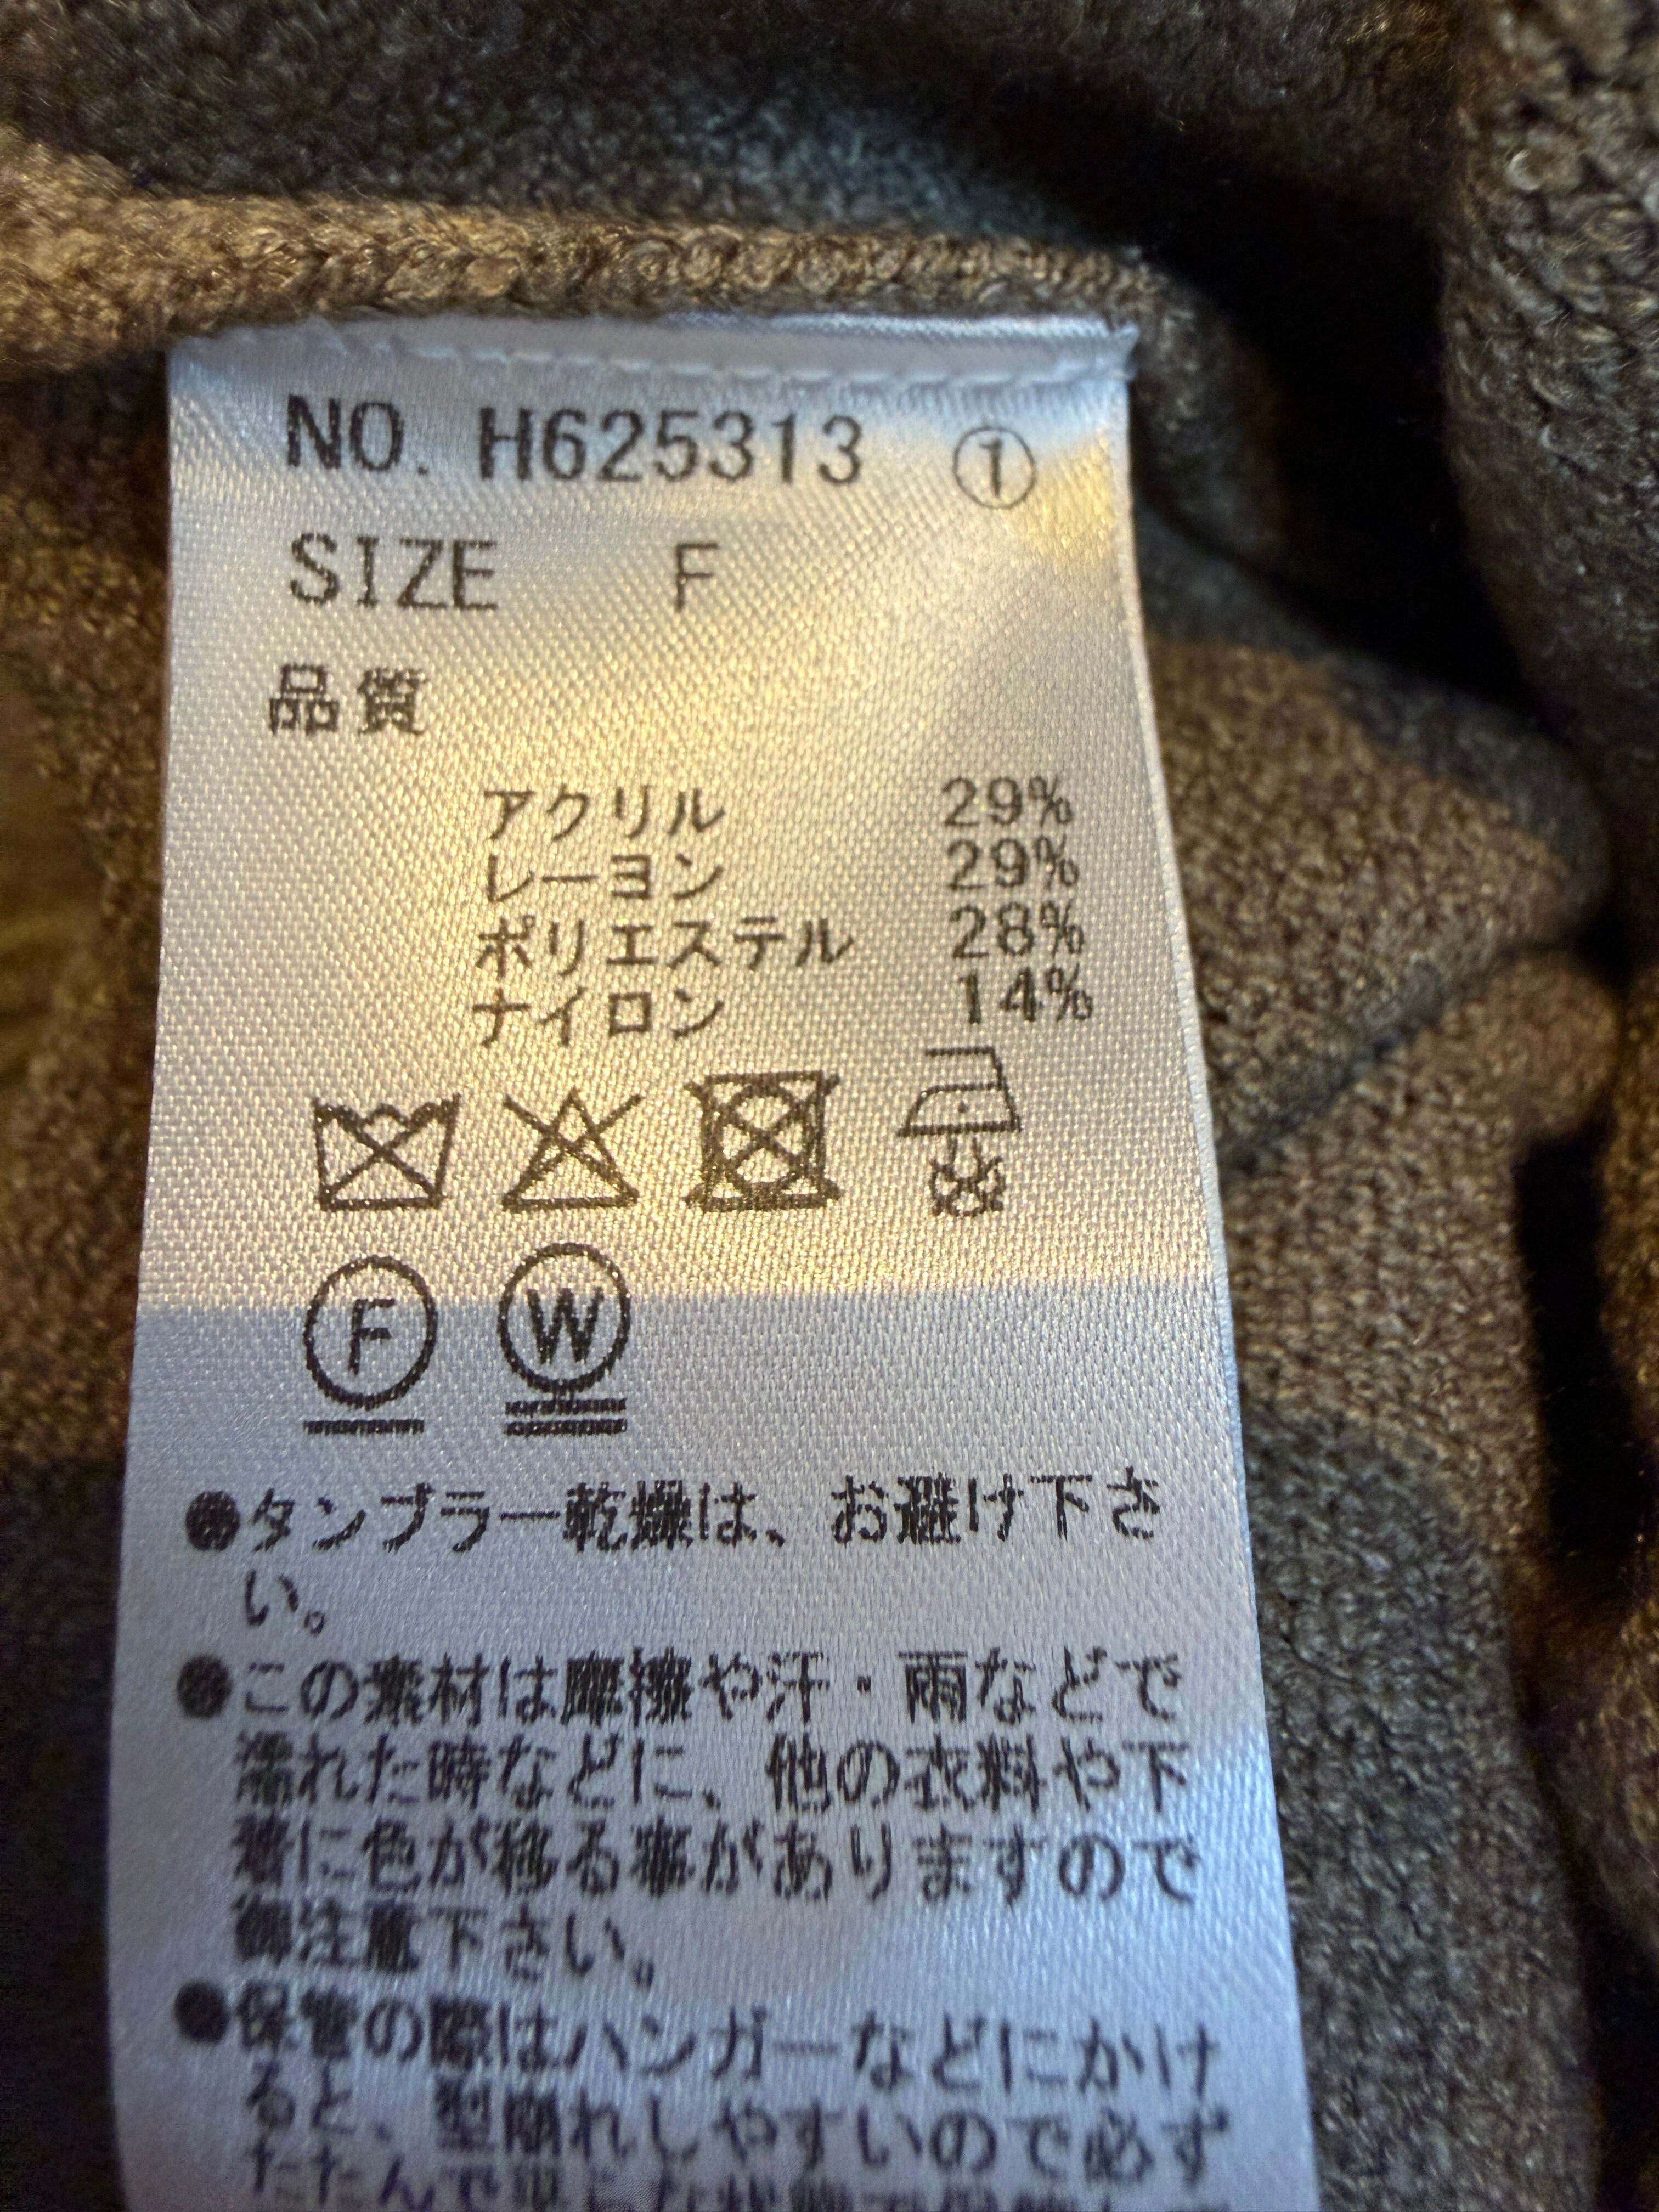 NO. H625313 ①
SIZE F
品質
アクリル 29%
レーヨン 29%
ポリエステル 28%
ナイロン 14%
F
W
●タンブラー乾燥は、お避け下さ
い。
●この素材は摩擦や汗・雨などで
濡れた時などに、他の衣料や下
着に色が移る事がありますので
御注意下さい。
●保管の際はハンガーなどにかけ
ると、型崩れしやすいので必ず
たたんで